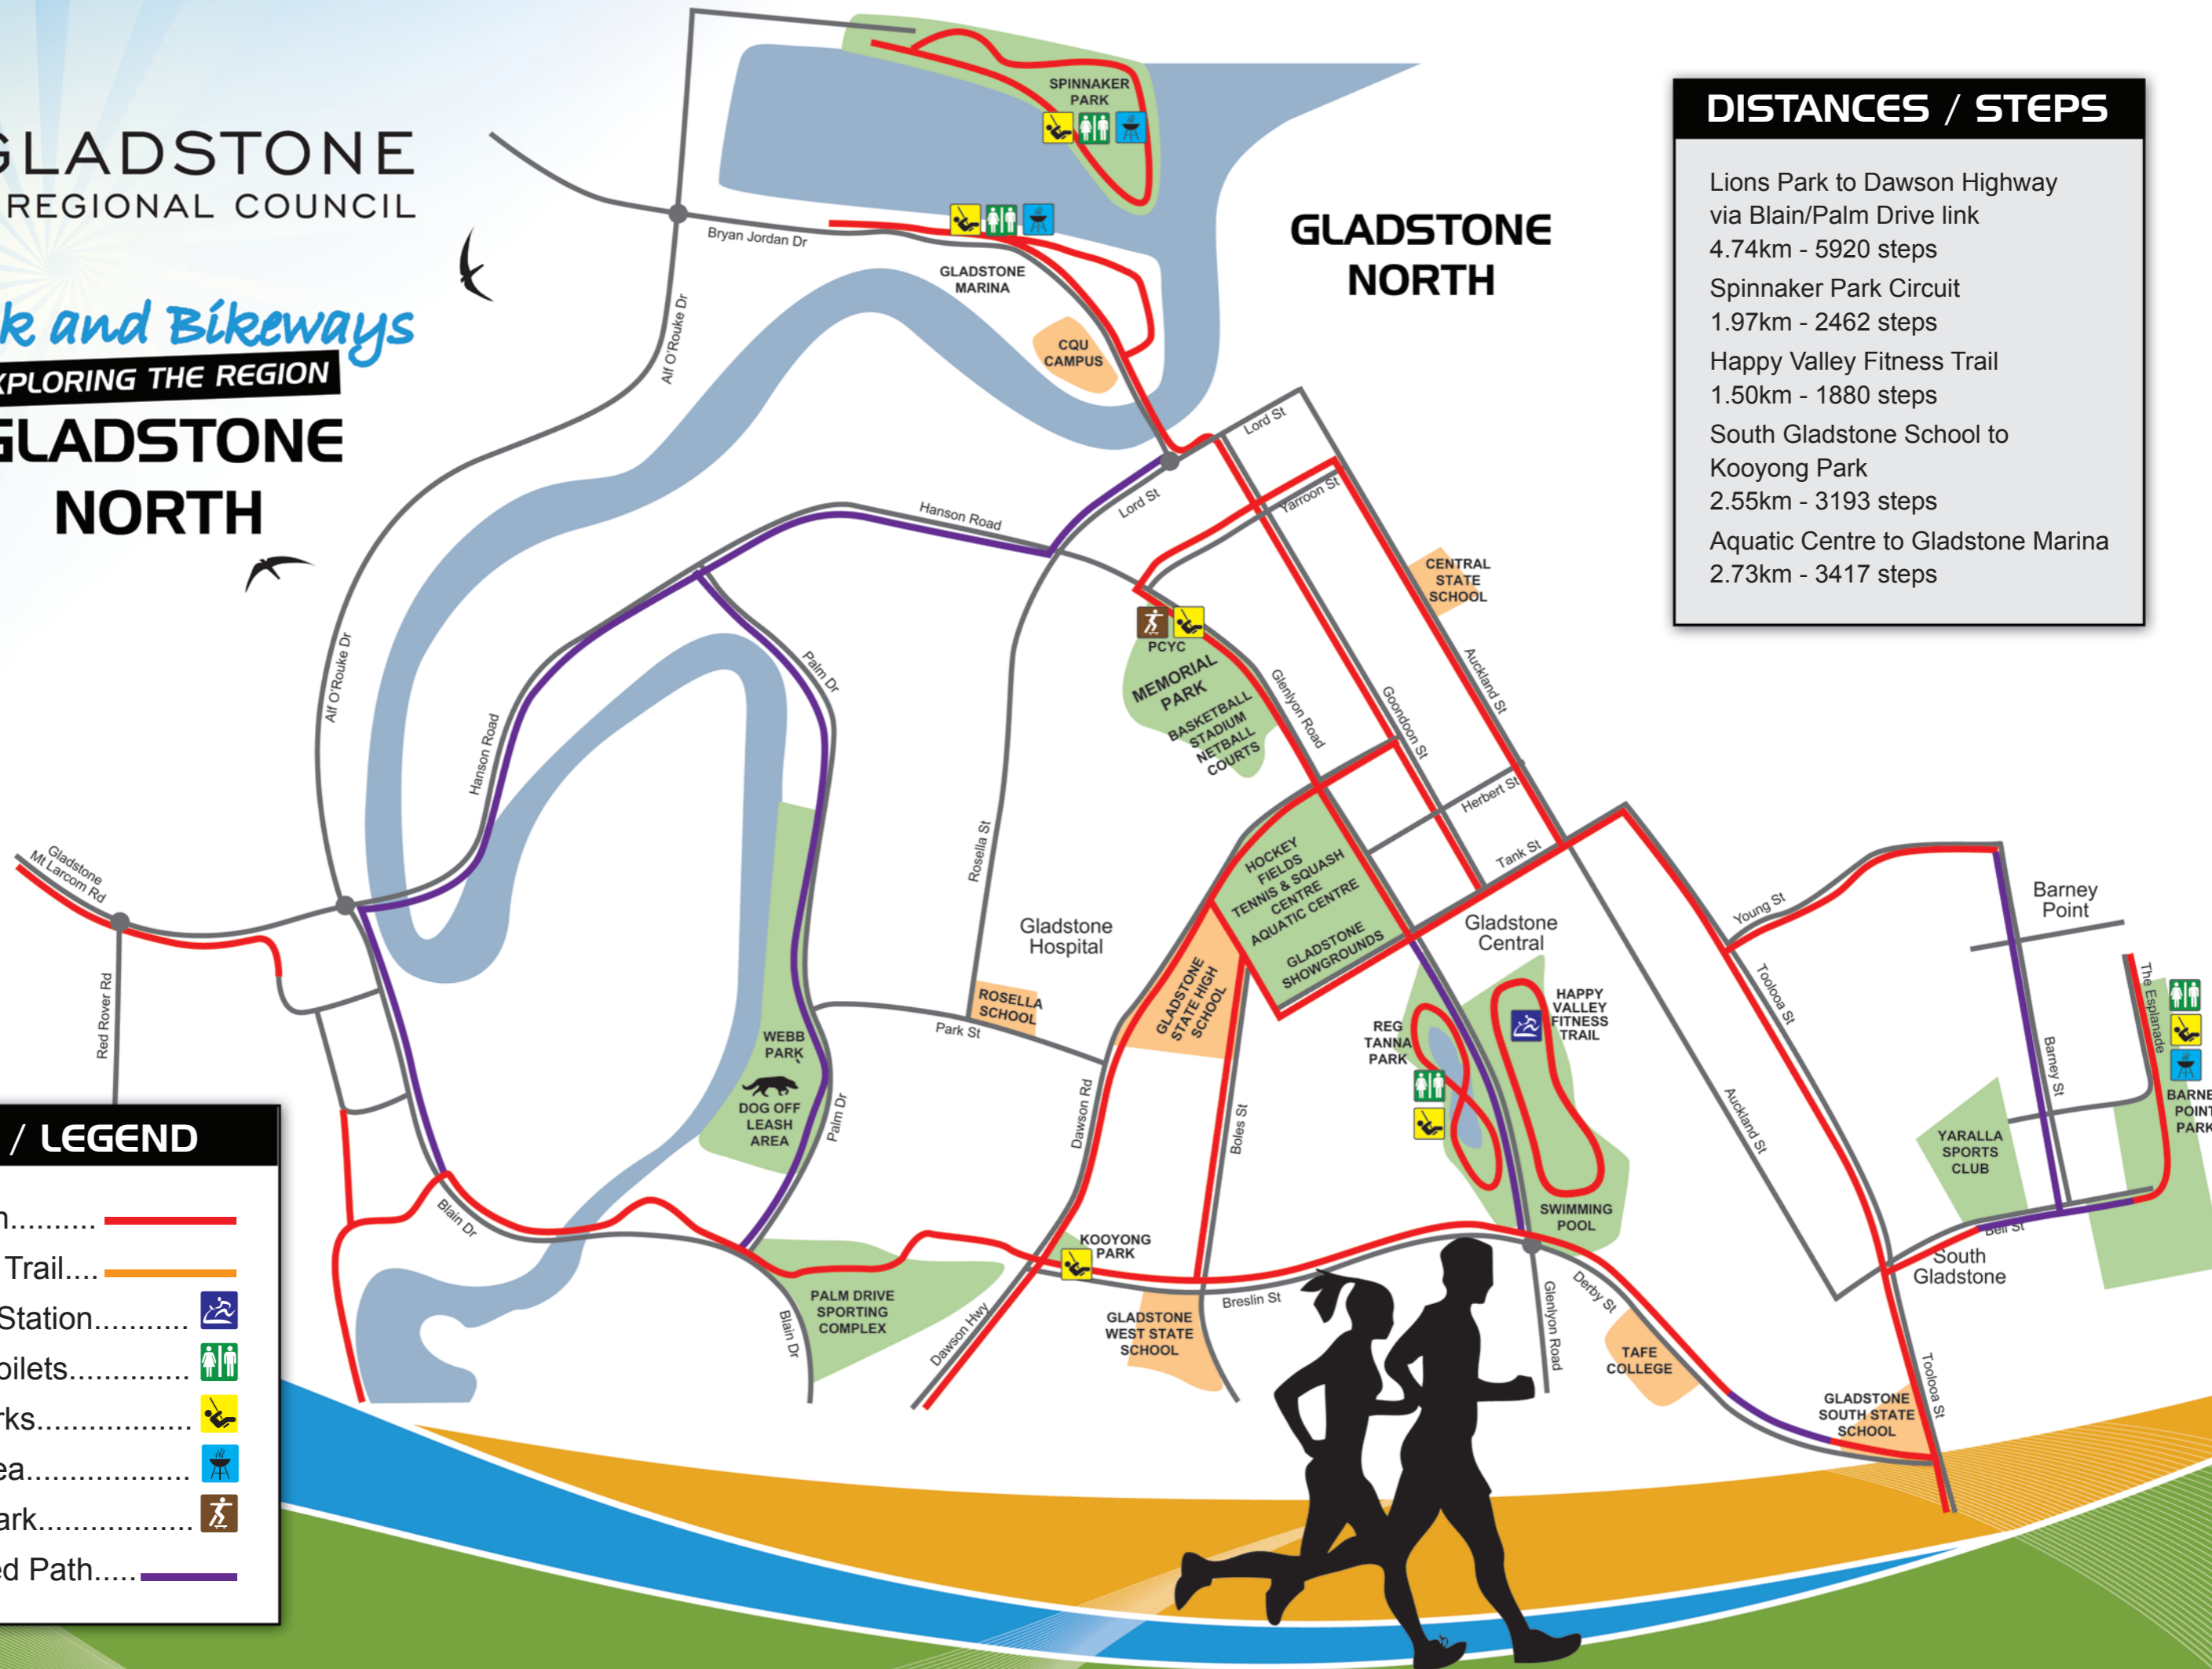 GLADSTONE
REGIONAL COUNCIL
k and Bikeways
XPLORING THE REGION
GLADSTONE
NORTH
GLADSTONE
NORTH
DISTANCES / STEPS
Lions Park to Dawson Highway
via Blain/Palm Drive link
4.74km - 5920 steps
Spinnaker Park Circuit
1.97km - 2462 steps
Happy Valley Fitness Trail
1.50km - 1880 steps
South Gladstone School to
Kooyong Park
2.55km - 3193 steps
Aquatic Centre to Gladstone Marina
2.73km - 3417 steps
SPINNAKER
PARK
Bryan Jordan Dr
GLADSTONE
MARINA
CQU
CAMPUS
Alf O'Rouke Dr
Lord St
Lord St
Yarroon St
Hanson Road
CENTRAL
STATE
SCHOOL
PCYC
MEMORIAL
PARK
BASKETBALL
STADIUM
NETBALL
COURTS
Glenlyon Road
Goondoon St
Auckland St
Alf O'Rouke Dr
Hanson Road
Palm Dr
Rosella St
Herbert St
Tank St
HOCKEY
FIELDS
TENNIS & SQUASH
CENTRE
AQUATIC CENTRE
GLADSTONE
SHOWGROUNDS
Gladstone
Mt Larcom Rd
Red Rover Rd
Gladstone
Hospital
Gladstone
Central
Young St
Barney
Point
ROSELLA
SCHOOL
Park St
GLADSTONE
STATE HIGH
SCHOOL
WEBB
PARK
DOG OFF
LEASH
AREA
Palm Dr
Dawson Rd
Boles St
REG
TANNA
PARK
HAPPY
VALLEY
FITNESS
TRAIL
Toolooa St
The Esplanade
Barney St
BARNE
POINT
PARK
Auckland St
YARALLA
SPORTS
CLUB
SWIMMING
POOL
Bell St
South
Gladstone
Blain Dr
KOOYONG
PARK
PALM DRIVE
SPORTING
COMPLEX
Blain Dr
Dawson Hwy
GLADSTONE
WEST STATE
SCHOOL
Breslin St
Glenlyon Road
Derby St
TAFE
COLLEGE
GLADSTONE
SOUTH STATE
SCHOOL
Toolooa St
/ LEGEND
n..........
Trail....
Station...........
oilets..............
rks..................
ea...................
ark..................
ed Path.....